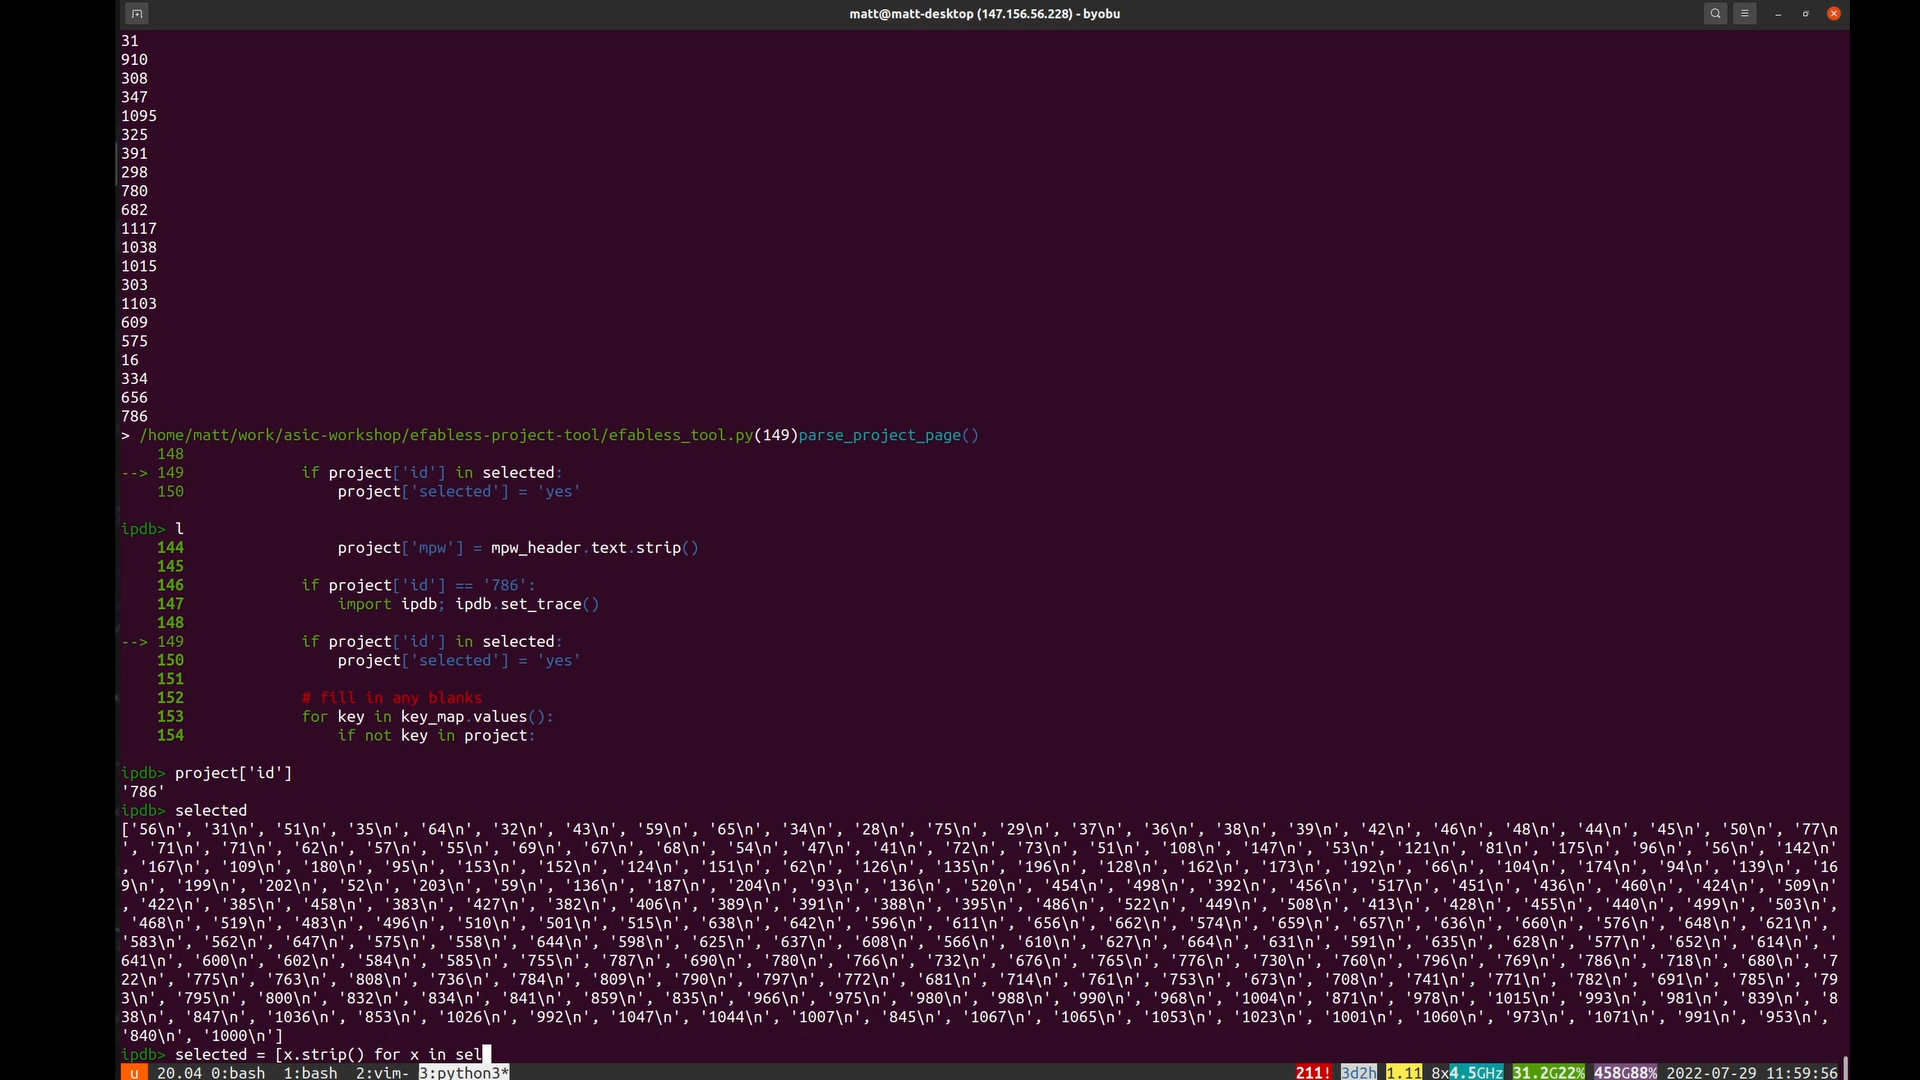 matt@matt-desktop (147.156.56.228) - byobu
31
910
308
347
1095
325
391
298
780
682
1117
1038
1015
303
1103
609
575
16
334
656
786
> /home/matt/work/asic-workshop/efabless-project-tool/efabless_tool.py(149)parse_project_page()
    148
--> 149             if project['id'] in selected:
    150                 project['selected'] = 'yes'
ipdb> l
    144                 project['mpw'] = mpw_header.text.strip()
    145
    146             if project['id'] == '786':
    147                 import ipdb; ipdb.set_trace()
    148
--> 149             if project['id'] in selected:
    150                 project['selected'] = 'yes'
    151
    152             # fill in any blanks
    153             for key in key_map.values():
    154                 if not key in project:
ipdb> project['id']
'786'
ipdb> selected
['56\n', '31\n', '51\n', '35\n', '64\n', '32\n', '43\n', '59\n', '65\n', '34\n', '28\n', '75\n', '29\n', '37\n', '36\n', '38\n', '39\n', '42\n', '46\n', '48\n', '44\n', '45\n', '50\n', '77\n
', '71\n', '71\n', '62\n', '57\n', '55\n', '69\n', '67\n', '68\n', '54\n', '47\n', '41\n', '72\n', '73\n', '51\n', '108\n', '147\n', '53\n', '121\n', '81\n', '175\n', '96\n', '56\n', '142\n'
, '167\n', '109\n', '180\n', '95\n', '153\n', '152\n', '124\n', '151\n', '62\n', '126\n', '135\n', '196\n', '128\n', '162\n', '173\n', '192\n', '66\n', '104\n', '174\n', '94\n', '139\n', '16
9\n', '199\n', '202\n', '52\n', '203\n', '59\n', '136\n', '187\n', '204\n', '93\n', '136\n', '520\n', '454\n', '498\n', '392\n', '456\n', '517\n', '451\n', '436\n', '460\n', '424\n', '509\n'
, '422\n', '385\n', '458\n', '383\n', '427\n', '382\n', '406\n', '389\n', '391\n', '388\n', '395\n', '486\n', '522\n', '449\n', '508\n', '413\n', '428\n', '455\n', '440\n', '499\n', '503\n',
 '468\n', '519\n', '483\n', '496\n', '510\n', '501\n', '515\n', '638\n', '642\n', '596\n', '611\n', '656\n', '662\n', '574\n', '659\n', '657\n', '636\n', '660\n', '576\n', '648\n', '621\n',
'583\n', '562\n', '647\n', '575\n', '558\n', '644\n', '598\n', '625\n', '637\n', '608\n', '566\n', '610\n', '627\n', '664\n', '631\n', '591\n', '635\n', '628\n', '577\n', '652\n', '614\n', '
641\n', '600\n', '602\n', '584\n', '585\n', '755\n', '787\n', '690\n', '780\n', '766\n', '732\n', '676\n', '765\n', '776\n', '730\n', '760\n', '796\n', '769\n', '786\n', '718\n', '680\n', '7
22\n', '775\n', '763\n', '808\n', '736\n', '784\n', '809\n', '790\n', '797\n', '772\n', '681\n', '714\n', '761\n', '753\n', '673\n', '708\n', '741\n', '771\n', '782\n', '691\n', '785\n', '79
3\n', '795\n', '800\n', '832\n', '834\n', '841\n', '859\n', '835\n', '966\n', '975\n', '980\n', '988\n', '990\n', '968\n', '1004\n', '871\n', '978\n', '1015\n', '993\n', '981\n', '839\n', '8
38\n', '847\n', '1036\n', '853\n', '1026\n', '992\n', '1047\n', '1044\n', '1007\n', '845\n', '1067\n', '1065\n', '1053\n', '1023\n', '1001\n', '1060\n', '973\n', '1071\n', '991\n', '953\n',
'840\n', '1000\n']
ipdb> selected = [x.strip() for x in sel
u 20.04 0:bash 1:bash 2:vim- 3:python3* 211! 3d2h 1.11 8x4.5GHz 31.2G22% 458G88% 2022-07-29 11:59:56